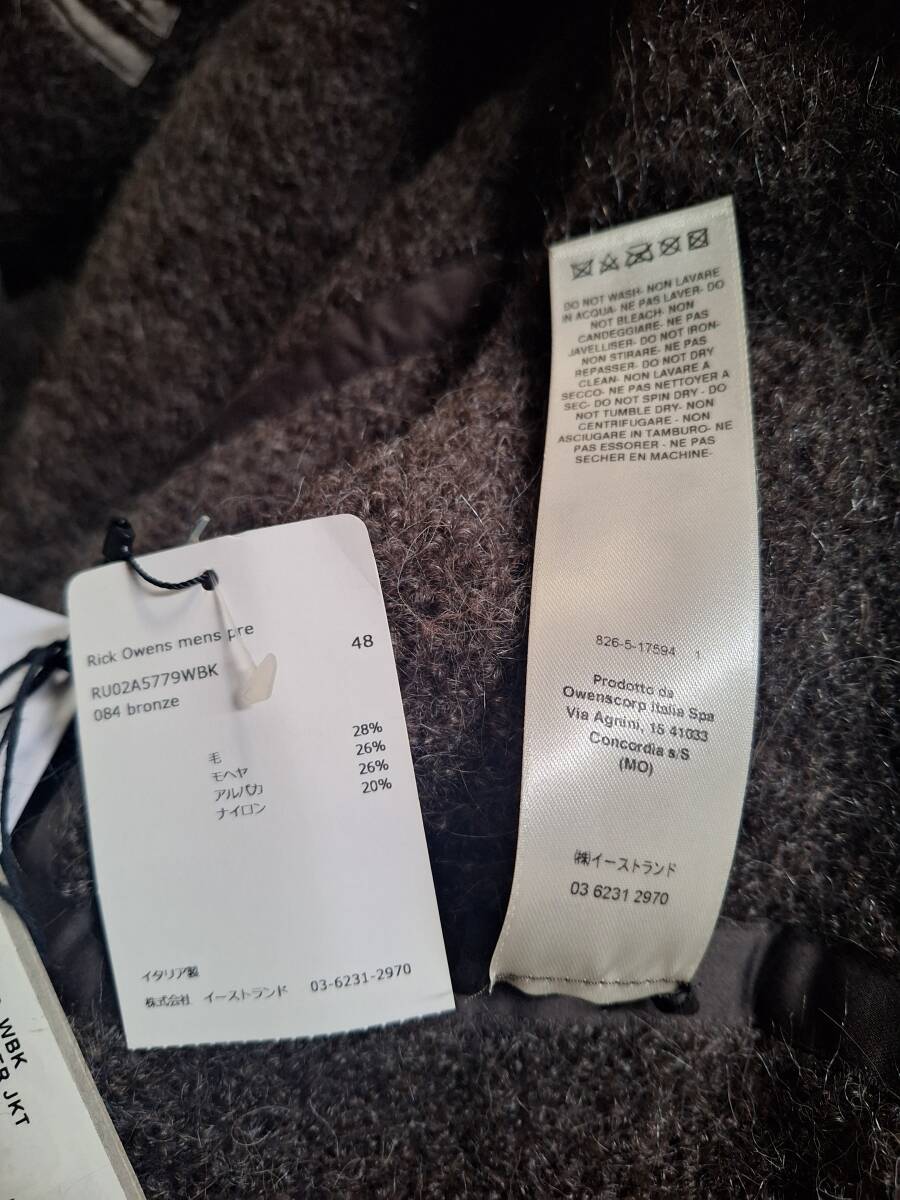 DO NOT WASH- NON LAVARE
IN ACQUA- NE PAS LAVER- DO
NOT BLEACH- NON
CANDEGGIARE- NE PAS
JAVELLISER- DO NOT IRON-
NON STIRARE- NE PAS
REPASSER- DO NOT DRY
CLEAN- NON LAVARE A
SECCO- NE PAS NETTOYER A
SEC- DO NOT SPIN DRY - DO
NOT TUMBLE DRY- NON
CENTRIFUGARE - NON
ASCIUGARE IN TAMBURO- NE
PAS ESSORER - NE PAS
SECHER EN MACHINE-
826-5-17594 1
Prodotto da
Owenscorp Italia Spa
Via Agnini, 15 41033
Concordia s/S
(MO)
㈱イーストランド
03 6231 2970
Rick Owens mens pre 48
RU02A5779WBK
084 bronze
毛 28%
モヘヤ 26%
アルパカ 26%
ナイロン 20%
イタリア製
株式会社 イーストランド 03-6231-2970
WBK
JKT